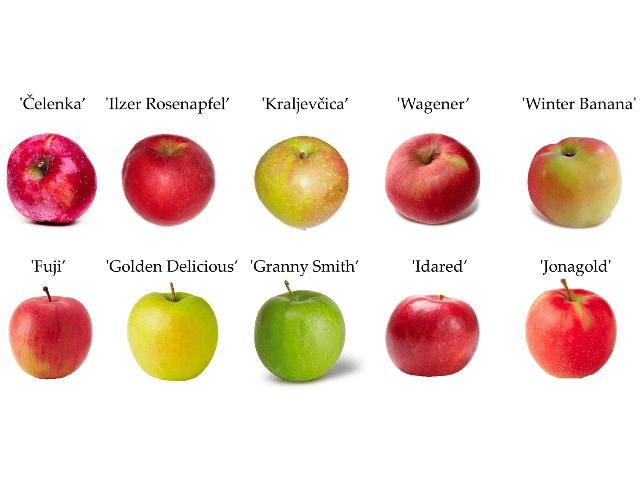 'Čelenka’ 'Ilzer Rosenapfel’ 'Kraljevčica’ 'Wagener’ 'Winter Banana'
'Fuji’ 'Golden Delicious’ 'Granny Smith’ 'Idared’ 'Jonagold'